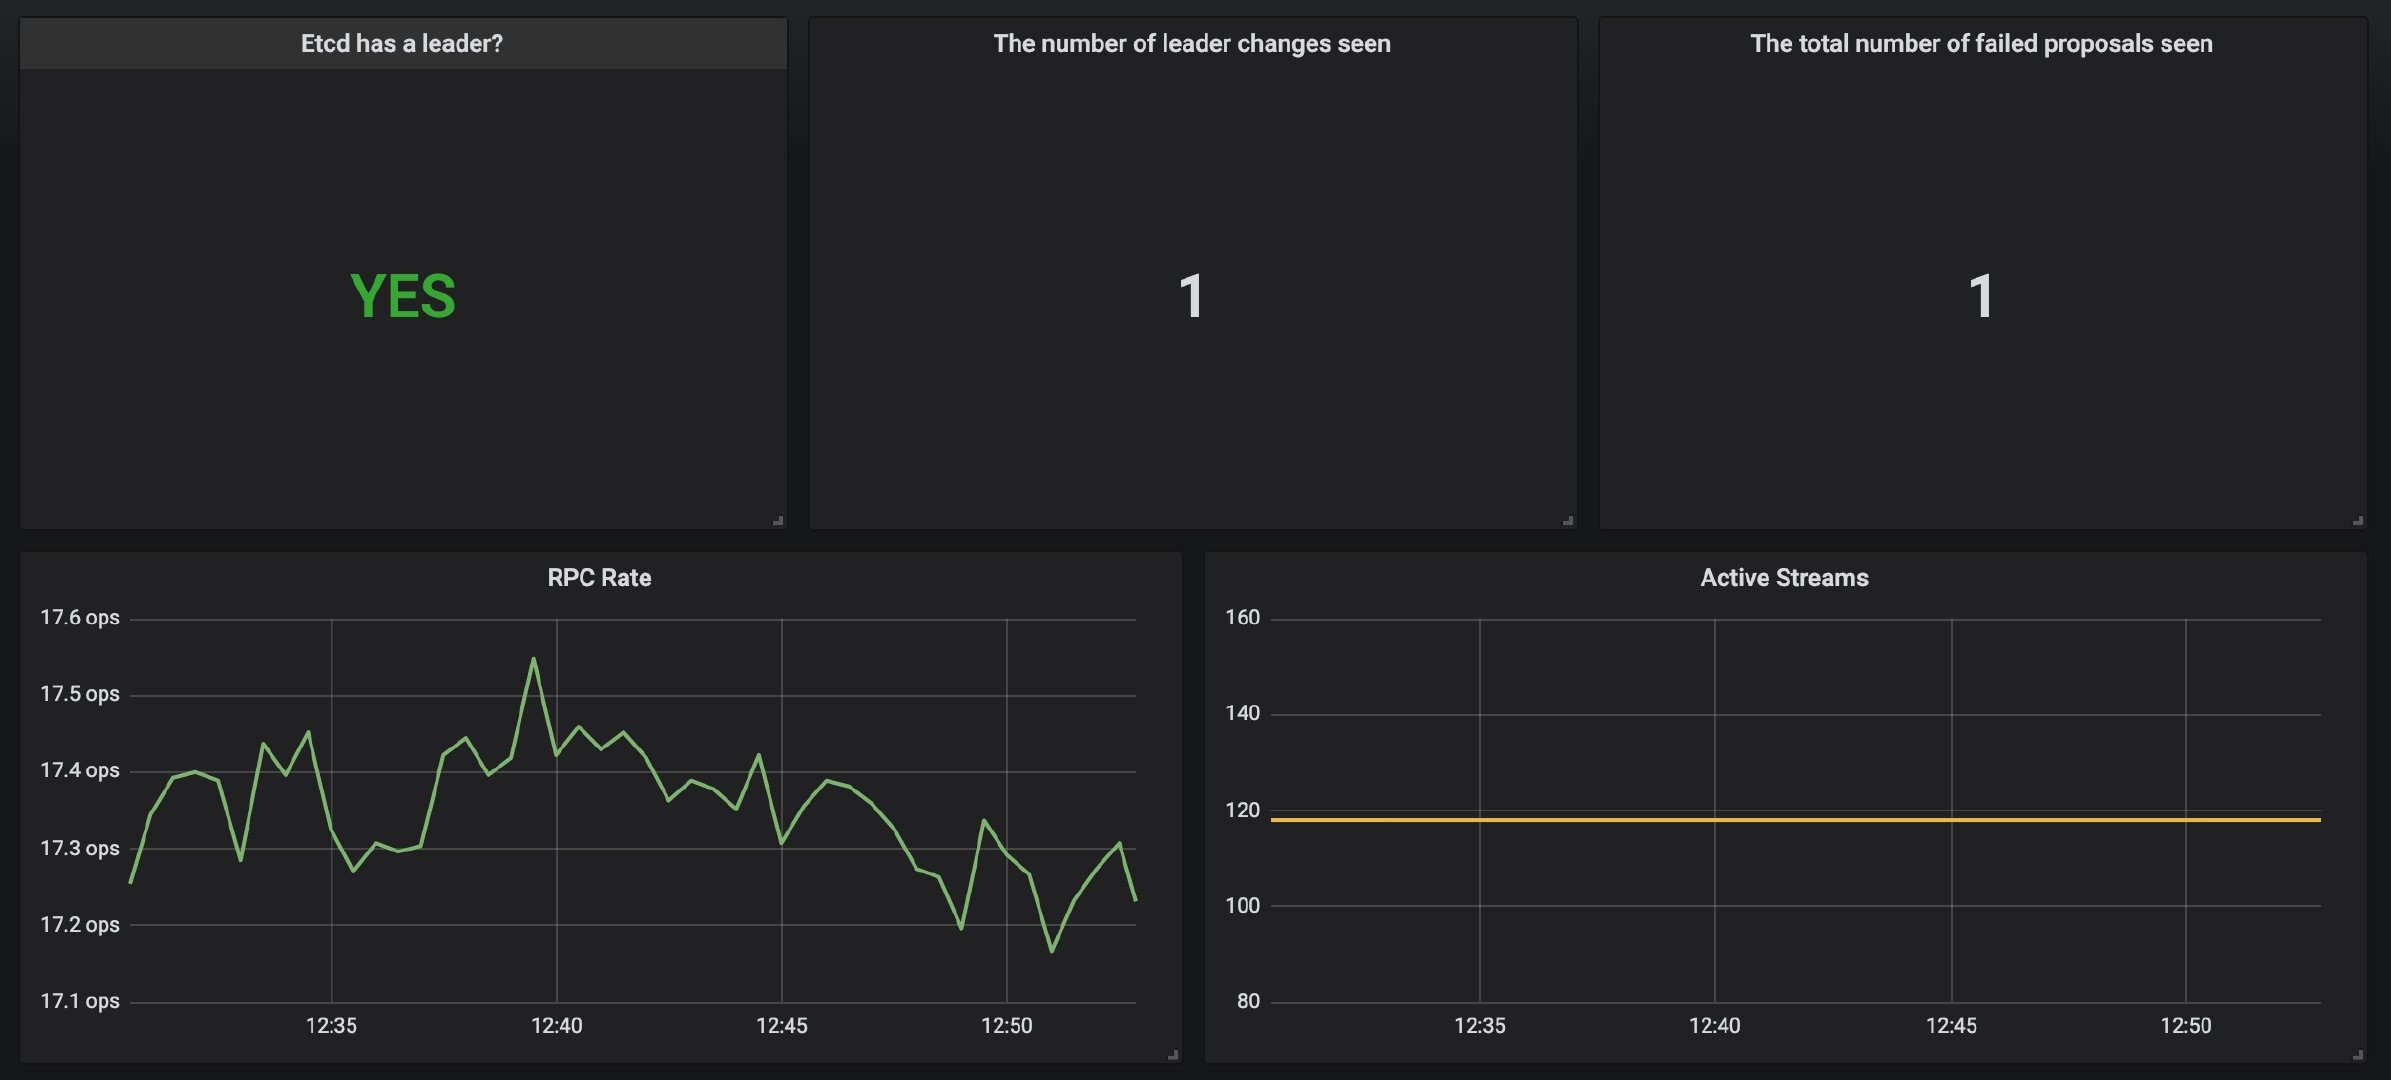 Etcd has a leader?
The number of leader changes seen
The total number of failed proposals seen
YES
1
1
RPC Rate
17.6 ops
17.5 ops
17.4 ops
17.3 ops
17.2 ops
17.1 ops
12:35 12:40 12:45 12:50
Active Streams
160
140
120
100
80
12:35 12:40 12:45 12:50